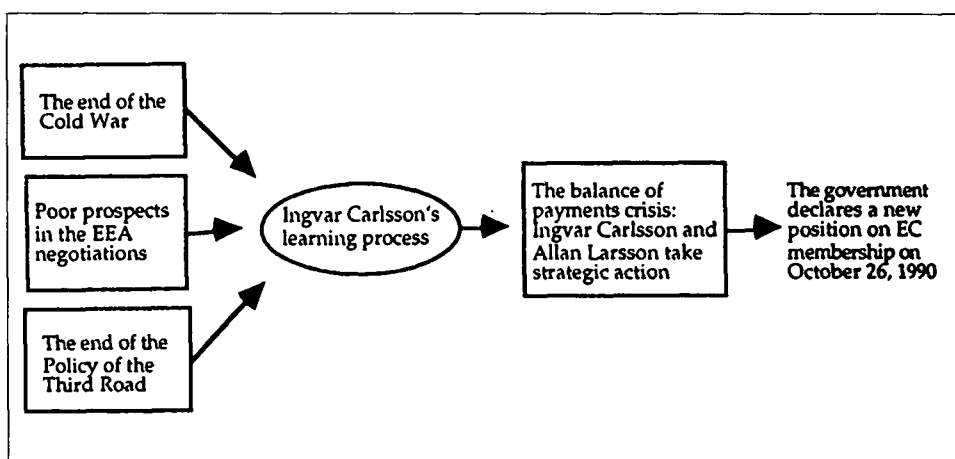 The end of the
Cold War
Poor prospects
in the EEA
negotiations
The end of the
Policy of the
Third Road
Ingvar Carlsson's
learning process
The balance of
payments crisis:
Ingvar Carlsson and
Allan Larsson take
strategic action
The government
declares a new
position on EC
membership on
October 26, 1990